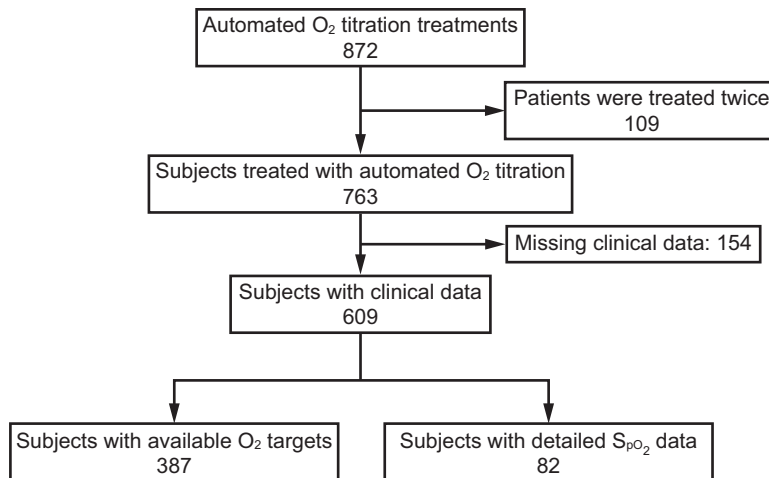 Automated O₂ titration treatments
872
Patients were treated twice
109
Subjects treated with automated O₂ titration
763
Missing clinical data: 154
Subjects with clinical data
609
Subjects with available O₂ targets
387
Subjects with detailed SpO₂ data
82